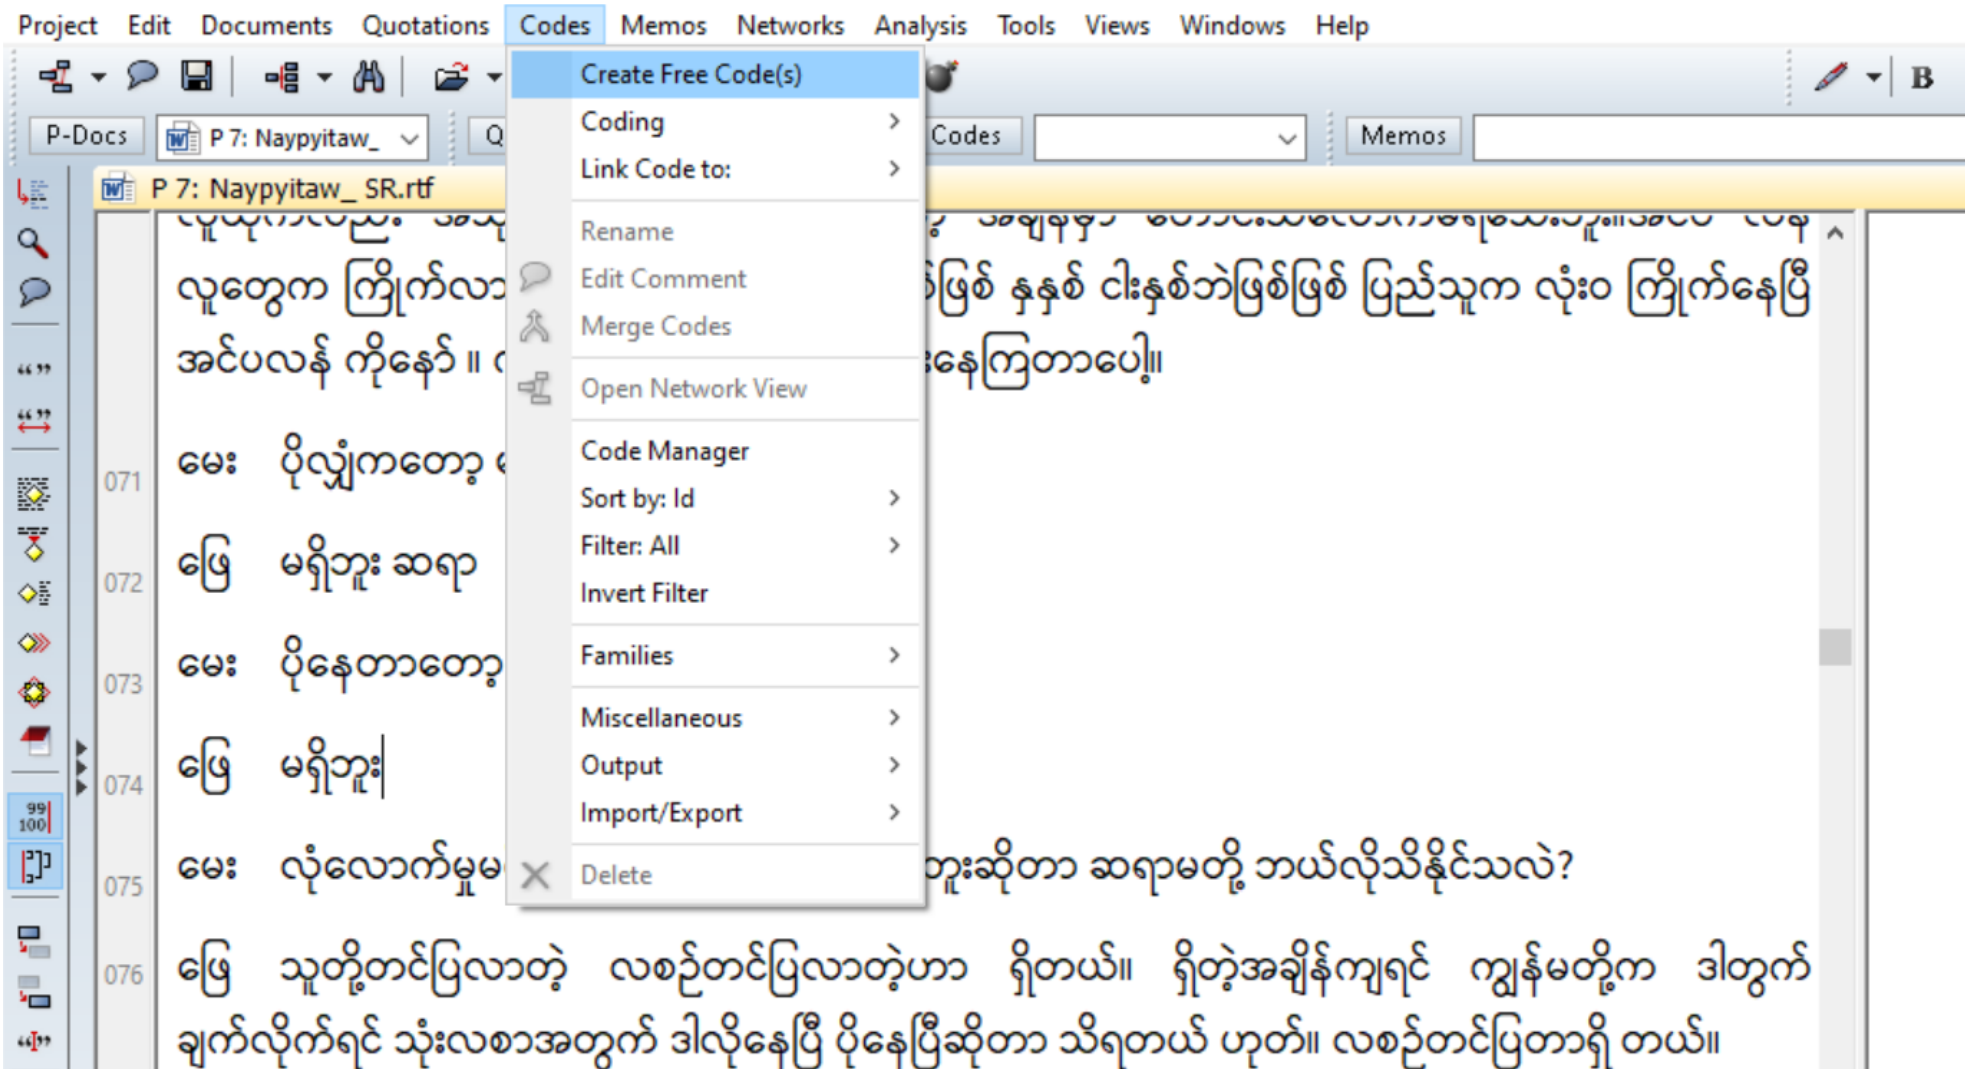 Project Edit Documents Quotations Codes Memos Networks Analysis Tools Views Windows Help
B
P-Docs P 7: Naypyitaw_ Q Codes Memos
P 7: Naypyitaw_ SR.rtf
Create Free Code(s)
Coding
Link Code to:
Rename
Edit Comment
Merge Codes
Open Network View
Code Manager
Sort by: Id
Filter: All
Invert Filter
Families
Miscellaneous
Output
Import/Export
Delete
လူတွေက ကြိုက်လာ စ်ဖြစ် နှနှစ် ငါးနှစ်ဘဲဖြစ်ဖြစ် ပြည်သူက လုံးဝ ကြိုက်နေပြီ
အင်ပလန် ကိုနော် ။ းနေကြတာပေါ့။
071 မေး ပိုလျှံကတော့
072 ဖြေ မရှိဘူး ဆရာ
073 မေး ပိုနေတာတော့
074 ဖြေ မရှိဘူး
075 မေး လုံလောက်မှုမ ဘူးဆိုတာ ဆရာမတို့ ဘယ်လိုသိနိုင်သလဲ?
076 ဖြေ သူတို့တင်ပြလာတဲ့ လစဉ်တင်ပြလာတဲ့ဟာ ရှိတယ်။ ရှိတဲ့အချိန်ကျရင် ကျွန်မတို့က ဒါတွက်
ချက်လိုက်ရင် သုံးလစာအတွက် ဒါလိုနေပြီ ပိုနေပြီဆိုတာ သိရတယ် ဟုတ်။ လစဉ်တင်ပြတာရှိ တယ်။
99
100